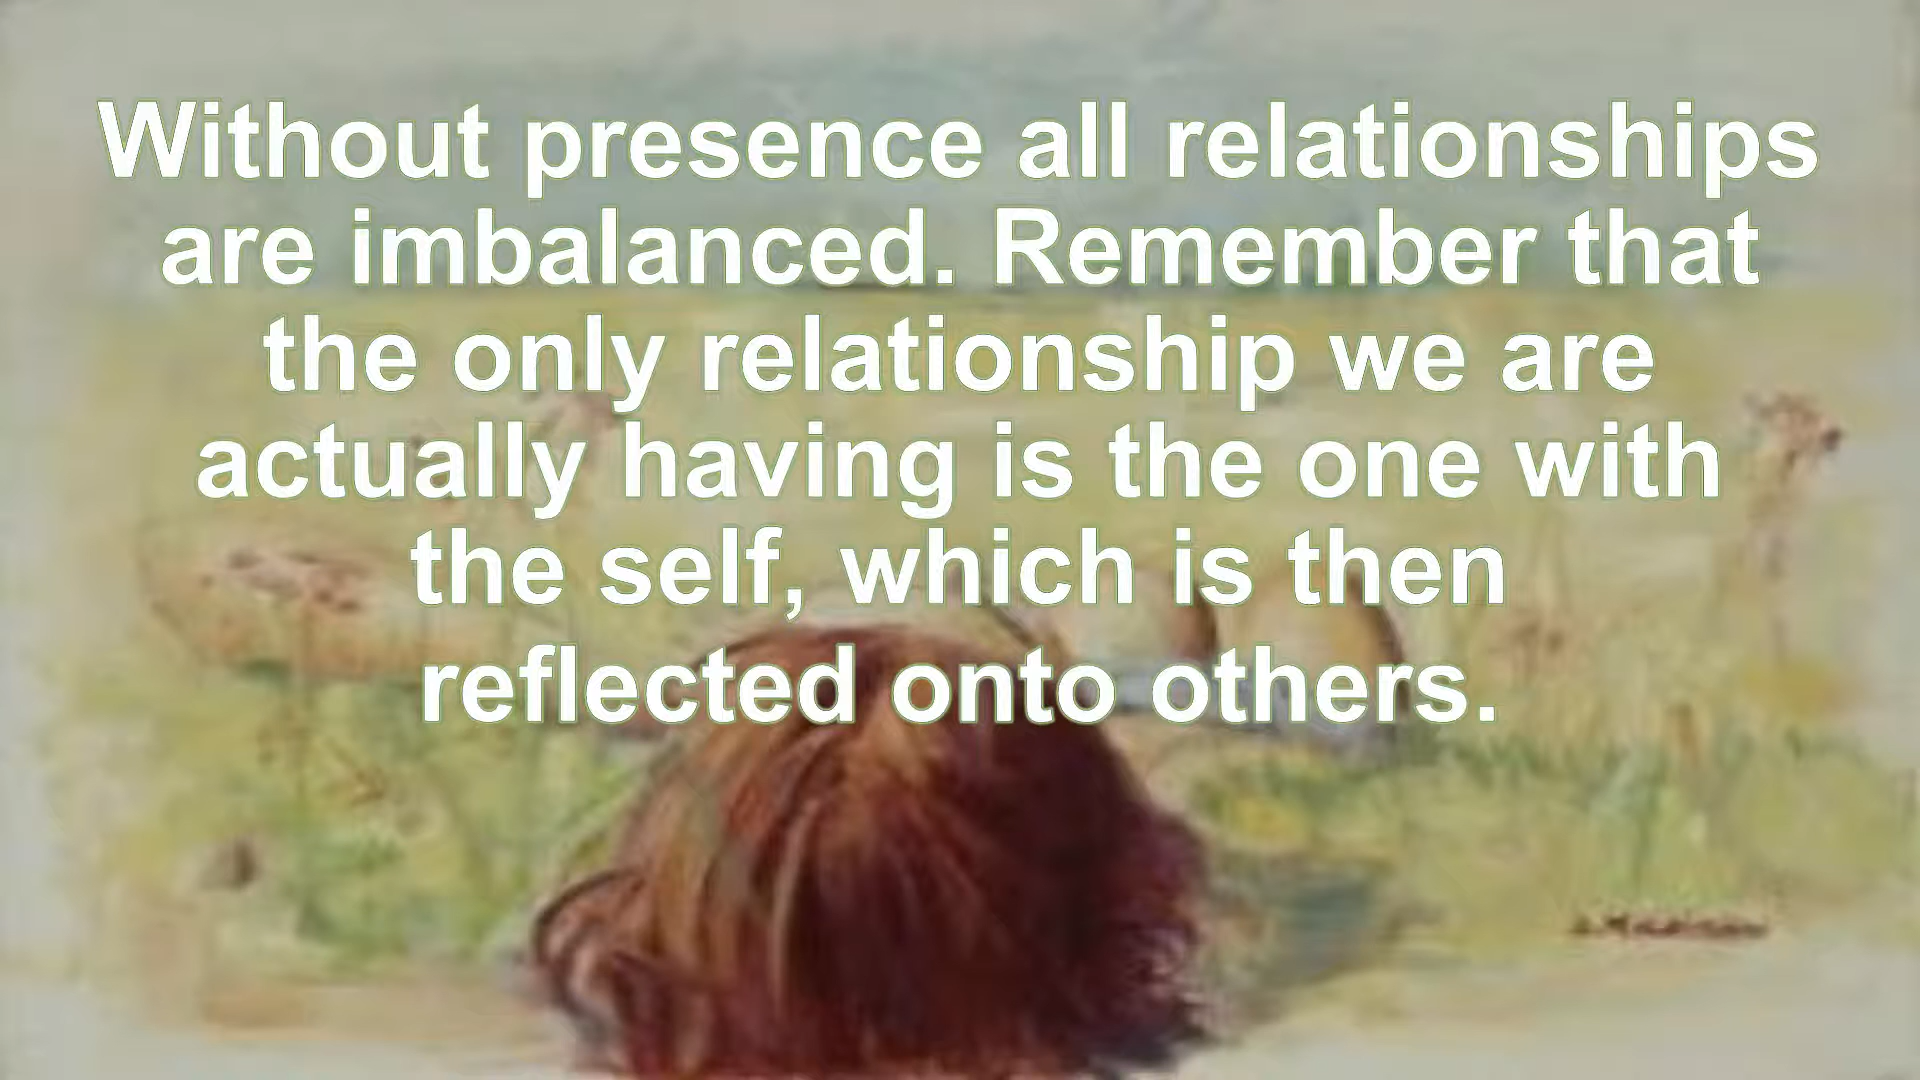 Without presence all relationships
are imbalanced. Remember that
the only relationship we are
actually having is the one with
the self, which is then
reflected onto others.